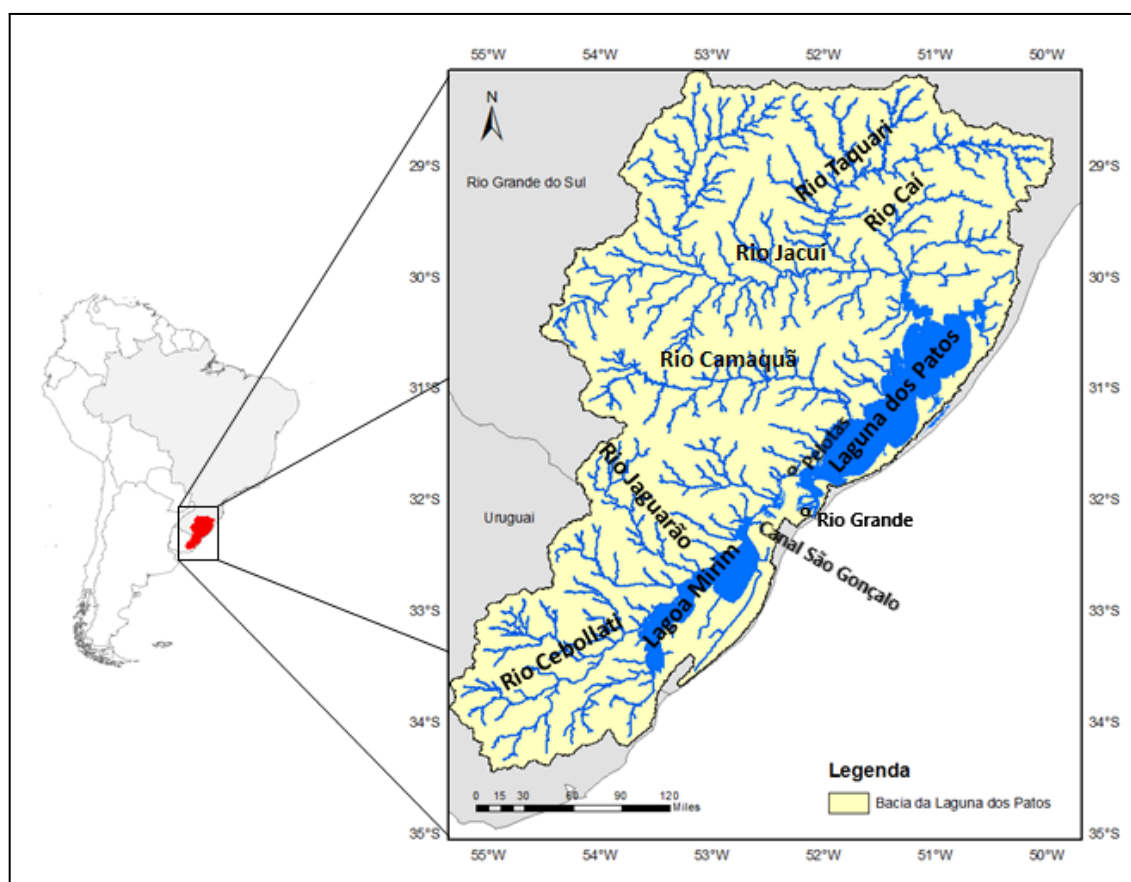 55°W 54°W 53°W 52°W 51°W 50°W
N
29°S
30°S
31°S
32°S
33°S
34°S
35°S
Rio Grande do Sul
Uruguai
Rio Taquari
Rio Caí
Rio Jacuí
Rio Camaquã
Laguna dos Patos
Pelotas
Rio Jaguarão
Rio Grande
Canal São Gonçalo
Lagoa Mirim
Rio Cebollati
Legenda
Bacia da Laguna dos Patos
0 15 30 60 90 120
Miles
55°W 54°W 53°W 52°W 51°W 50°W